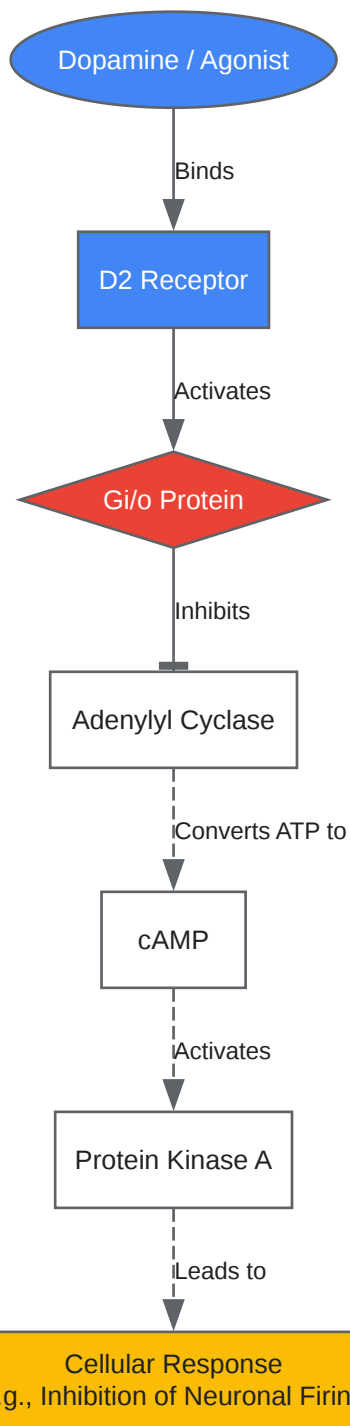 Dopamine / Agonist
Binds
D2 Receptor
Activates
Gi/o Protein
Inhibits
Adenylyl Cyclase
Converts ATP to
cAMP
Activates
Protein Kinase A
Leads to
Cellular Response
.g., Inhibition of Neuronal Firin